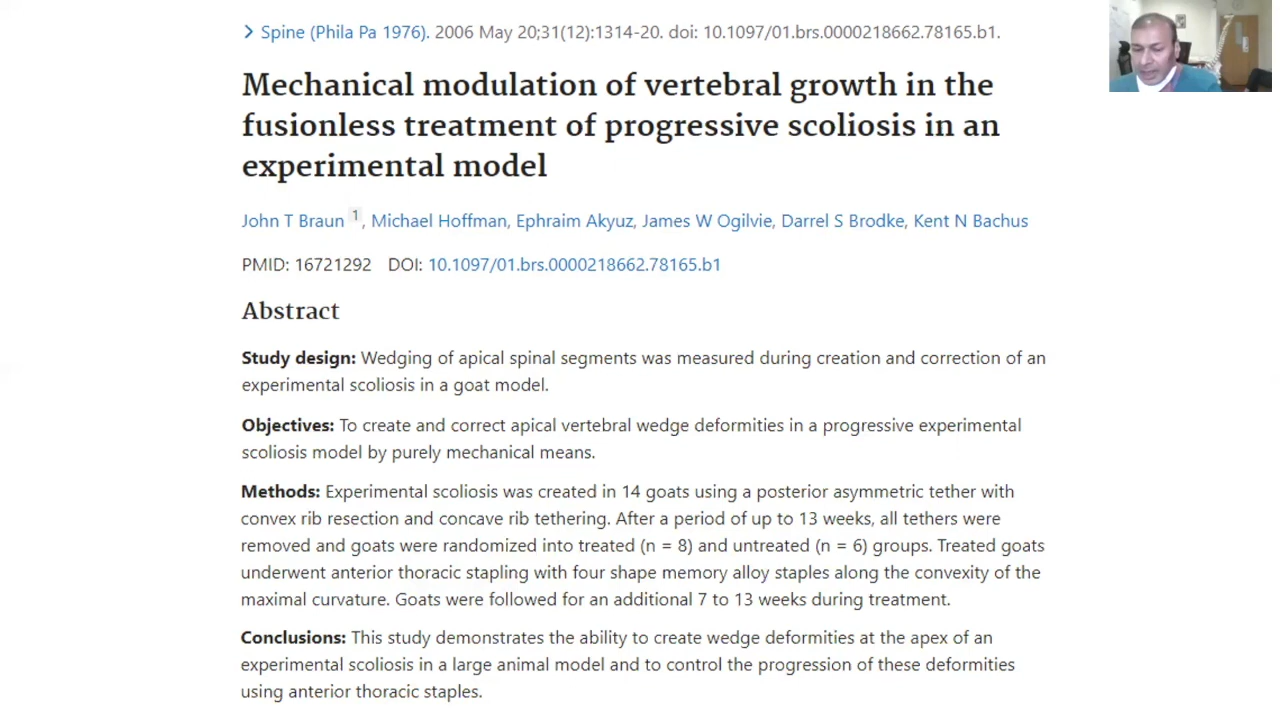 > Spine (Phila Pa 1976). 2006 May 20;31(12):1314-20. doi: 10.1097/01.brs.0000218662.78165.b1.
Mechanical modulation of vertebral growth in the
fusionless treatment of progressive scoliosis in an
experimental model
John T Braun 1, Michael Hoffman, Ephraim Akyuz, James W Ogilvie, Darrel S Brodke, Kent N Bachus
PMID: 16721292 DOI: 10.1097/01.brs.0000218662.78165.b1
Abstract
Study design: Wedging of apical spinal segments was measured during creation and correction of an
experimental scoliosis in a goat model.
Objectives: To create and correct apical vertebral wedge deformities in a progressive experimental
scoliosis model by purely mechanical means.
Methods: Experimental scoliosis was created in 14 goats using a posterior asymmetric tether with
convex rib resection and concave rib tethering. After a period of up to 13 weeks, all tethers were
removed and goats were randomized into treated (n = 8) and untreated (n = 6) groups. Treated goats
underwent anterior thoracic stapling with four shape memory alloy staples along the convexity of the
maximal curvature. Goats were followed for an additional 7 to 13 weeks during treatment.
Conclusions: This study demonstrates the ability to create wedge deformities at the apex of an
experimental scoliosis in a large animal model and to control the progression of these deformities
using anterior thoracic staples.